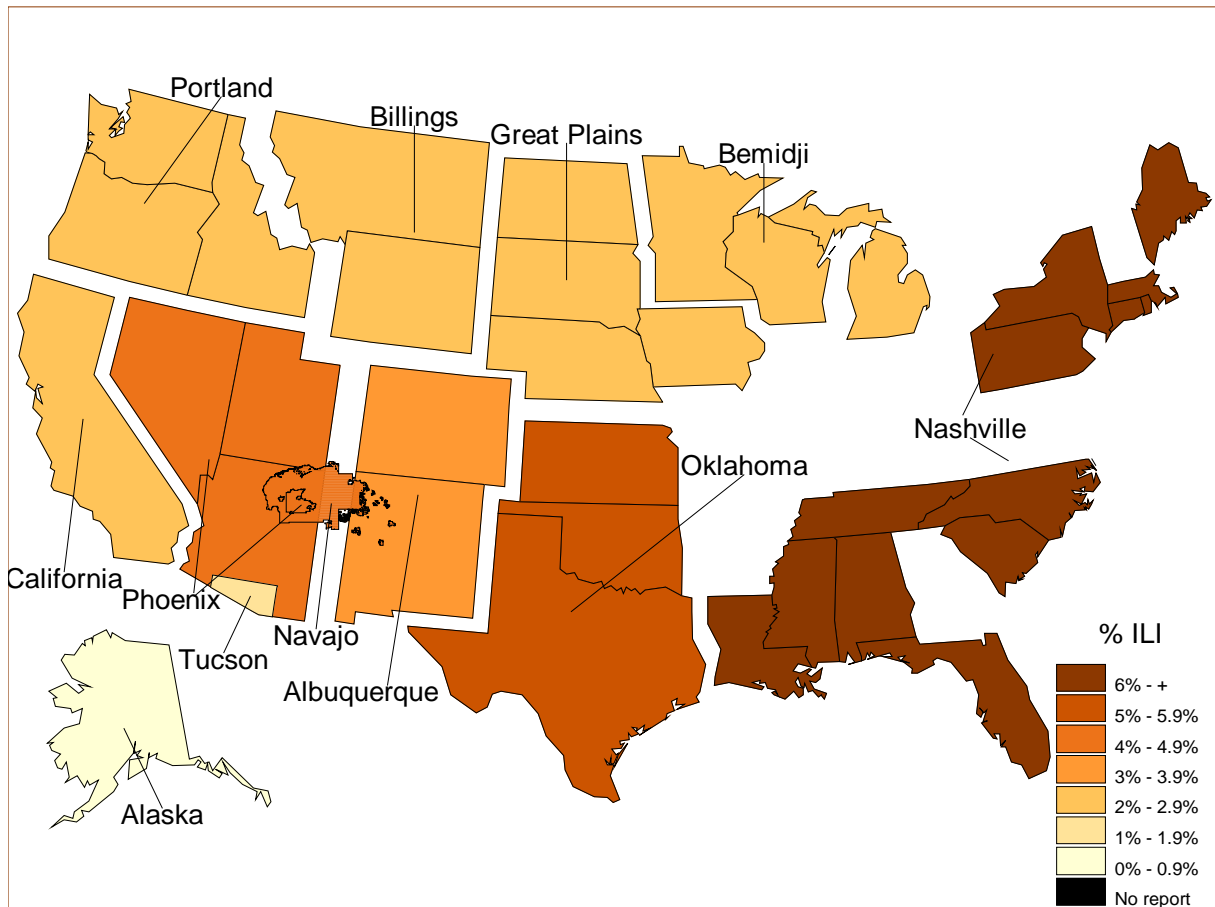 Portland
Billings
Great Plains
Bemidji
Nashville
Oklahoma
California
Phoenix
Navajo
Tucson
Albuquerque
Alaska
% ILI
6% - +
5% - 5.9%
4% - 4.9%
3% - 3.9%
2% - 2.9%
1% - 1.9%
0% - 0.9%
No report